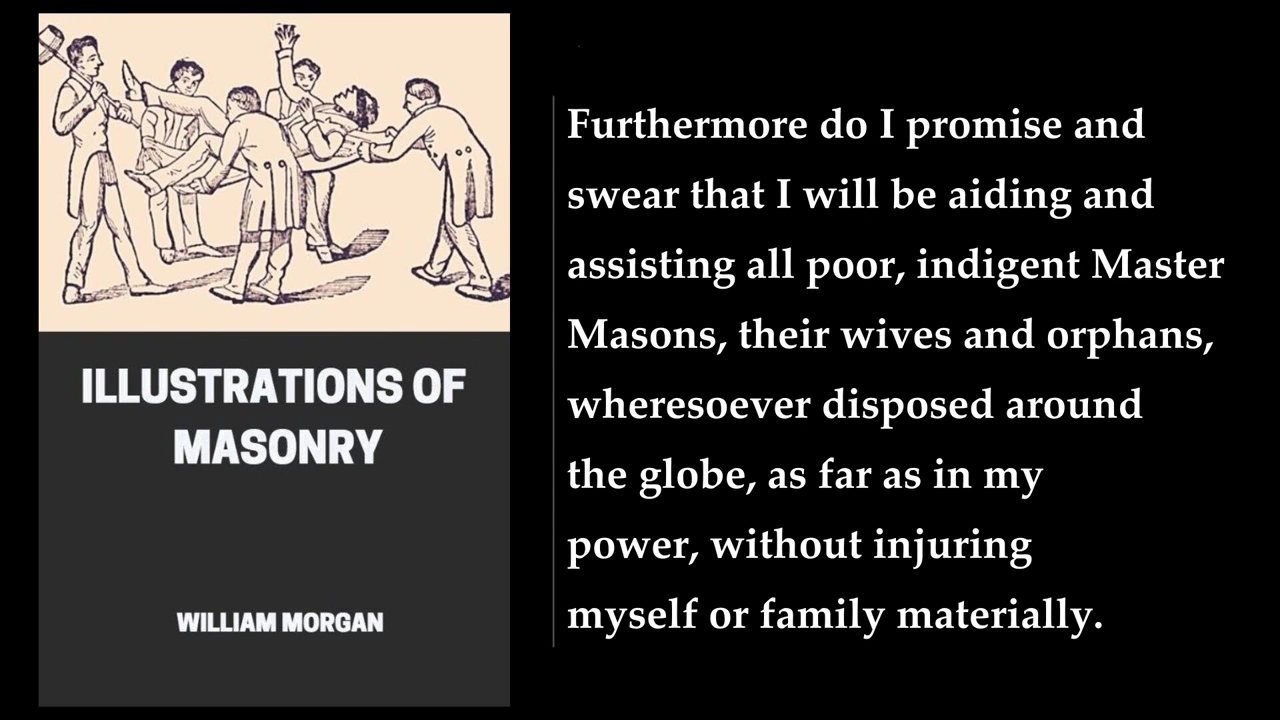 ILLUSTRATIONS OF
MASONRY
WILLIAM MORGAN
Furthermore do I promise and
swear that I will be aiding and
assisting all poor, indigent Master
Masons, their wives and orphans,
wheresoever disposed around
the globe, as far as in my
power, without injuring
myself or family materially.